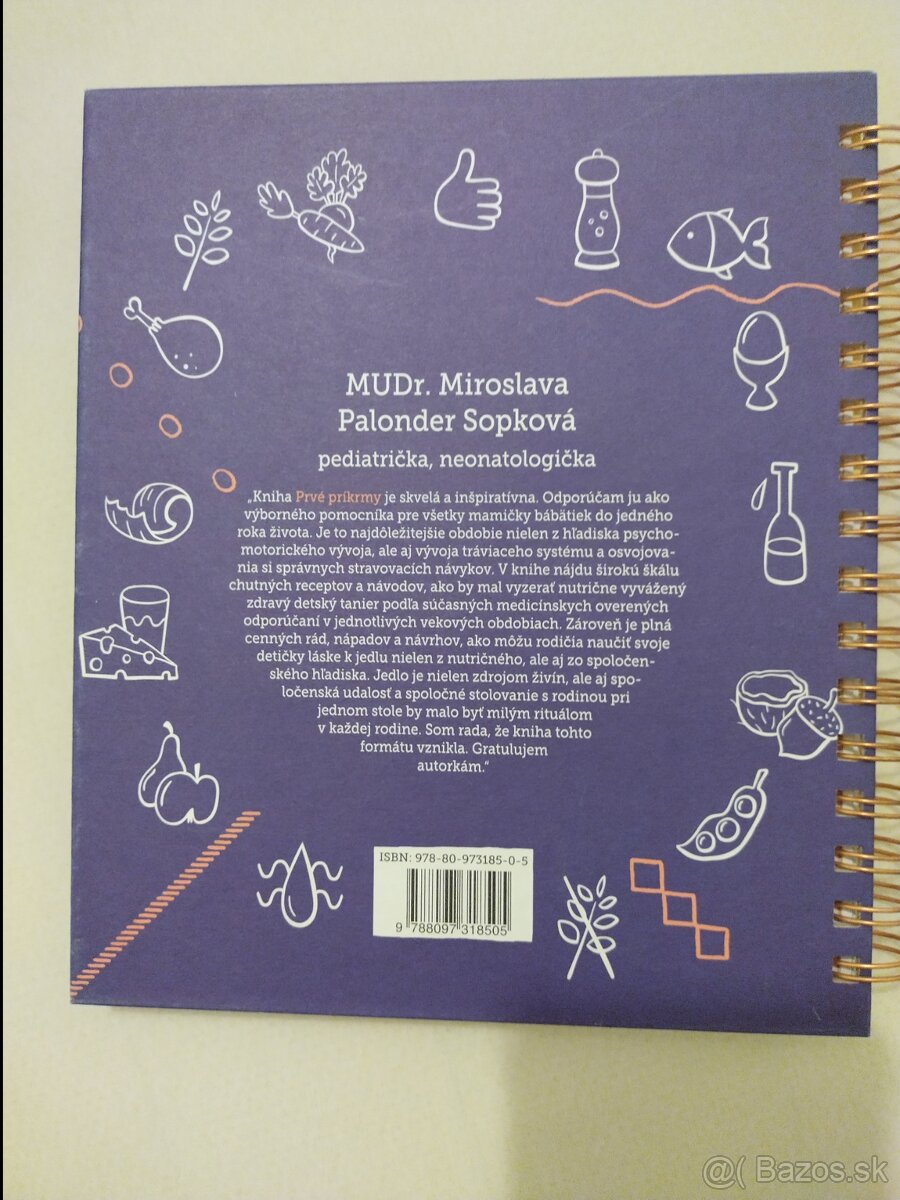 MUDr. Miroslava
Palonder Sopková
pediatrička, neonatologička
„Kniha Prvé príkrmy je skvelá a inšpiratívna. Odporúčam ju ako
výborného pomocníka pre všetky mamičky bábätiek do jedného
roka života. Je to najdôležitejšie obdobie nielen z hľadiska psycho-
motorického vývoja, ale aj vývoja tráviaceho systému a osvojova-
nia si správnych stravovacích návykov. V knihe nájdu širokú škálu
chutných receptov a návodov, ako by mal vyzerať nutrične vyvážený
zdravý detský tanier podľa súčasných medicínskych overených
odporúčaní v jednotlivých vekových obdobiach. Zároveň je plná
cenných rád, nápadov a návrhov, ako môžu rodičia naučiť svoje
detičky láske k jedlu nielen z nutričného, ale aj zo spoločen-
ského hľadiska. Jedlo je nielen zdrojom živín, ale aj spo-
ločenská udalosť a spoločné stolovanie s rodinou pri
jednom stole by malo byť milým rituálom
v každej rodine. Som rada, že kniha tohto
formátu vznikla. Gratulujem
autorkám.“
ISBN: 978-80-973185-0-5
9 788097 318505
@( Bazos.sk